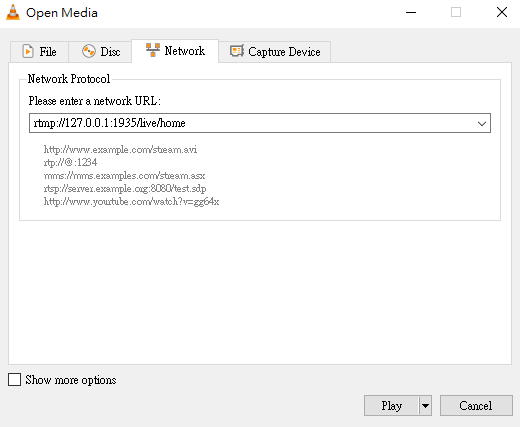 Open Media
File Disc Network Capture Device
Network Protocol
Please enter a network URL:
rtmp://127.0.0.1:1935/live/home
http://www.example.com/stream.avi
rtp://@:1234
mms://mms.examples.com/stream.asx
rtsp://server.example.org:8080/test.sdp
http://www.yourtube.com/watch?v=gg64x
Show more options
Play Cancel